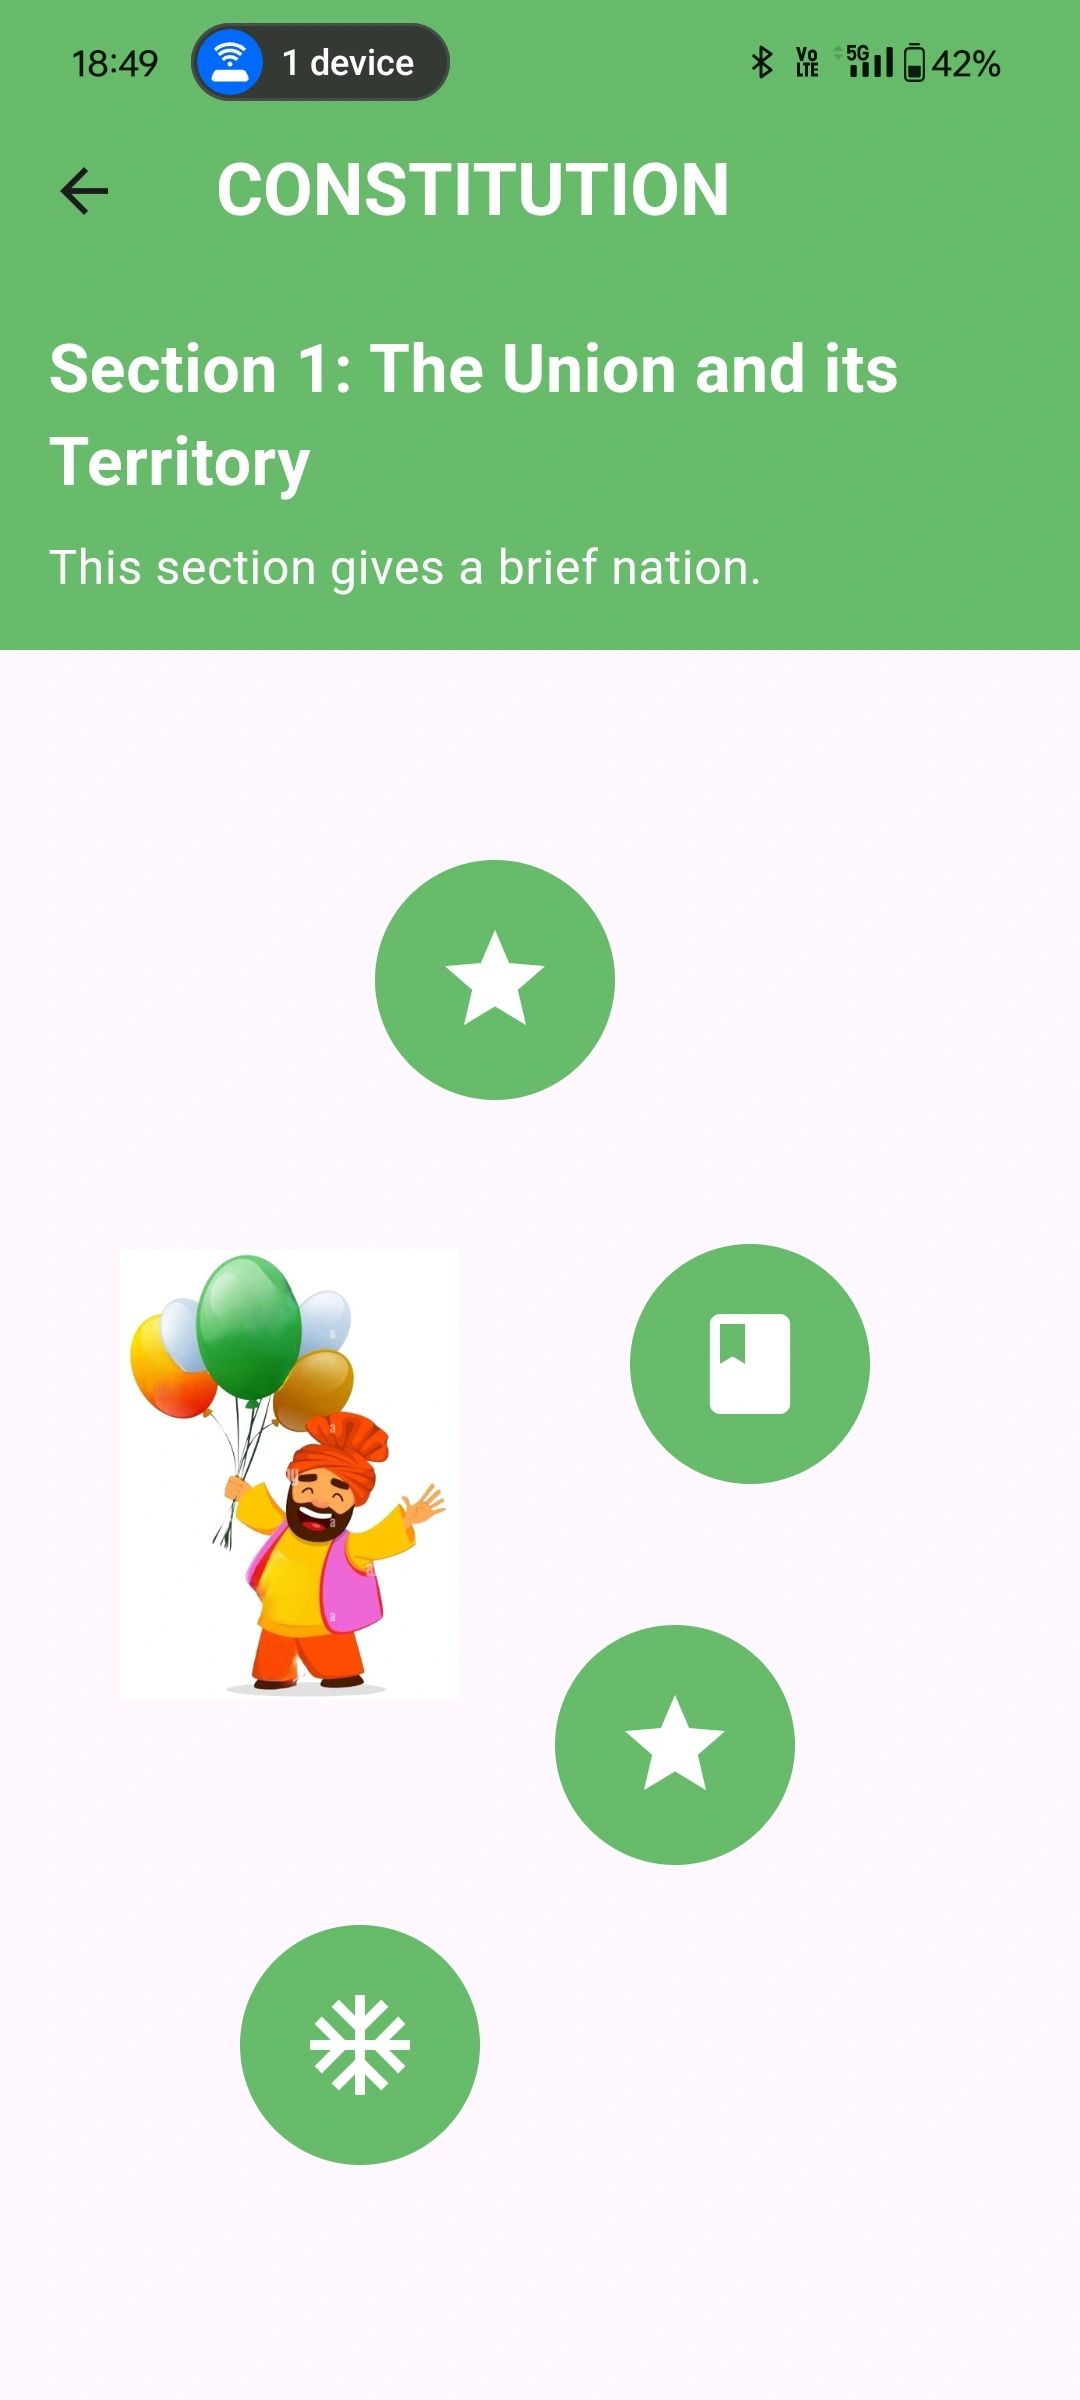 18:49
1 device
Vo
LTE
5G
42%
CONSTITUTION
Section 1: The Union and its
Territory
This section gives a brief nation.
a
a
a
a
a